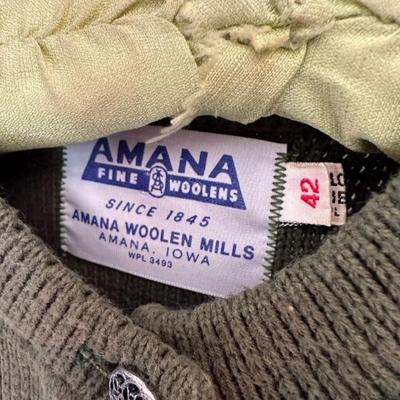 AMANA
FINE WOOLENS
SINCE 1845
AMANA WOOLEN MILLS
AMANA, IOWA
WPL 3493
42